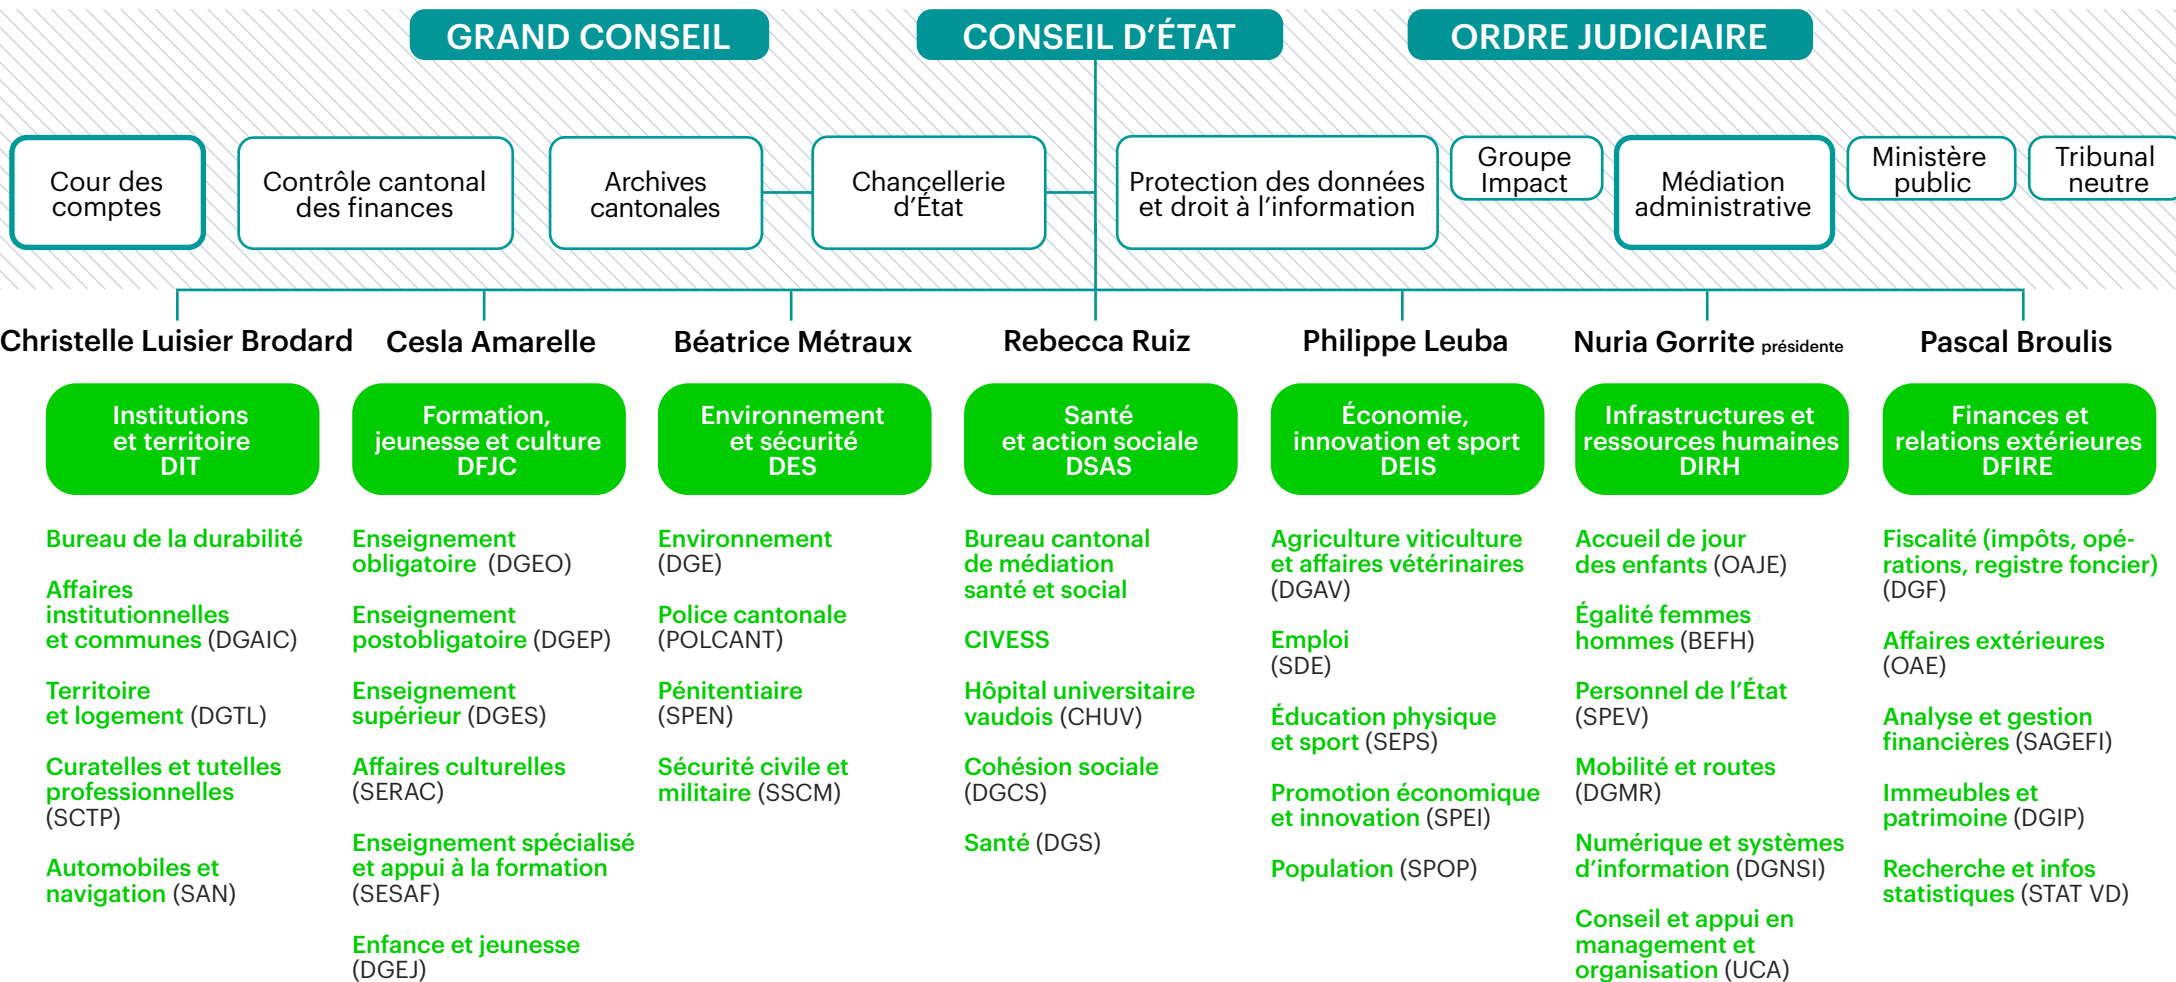 GRAND CONSEIL
CONSEIL D'ÉTAT
ORDRE JUDICIAIRE
Cour des
comptes
Contrôle cantonal
des finances
Archives
cantonales
Chancellerie
d'État
Protection des données
et droit à l'information
Groupe
Impact
Médiation
administrative
Ministère
public
Tribunal
neutre
Christelle Luisier Brodard
Institutions
et territoire
DIT
Bureau de la durabilité
Affaires
institutionnelles
et communes (DGAIC)
Territoire
et logement (DGTL)
Curatelles et tutelles
professionnelles
(SCTP)
Automobiles et
navigation (SAN)
Cesla Amarelle
Formation,
jeunesse et culture
DFJC
Enseignement
obligatoire (DGEO)
Enseignement
postobligatoire (DGEP)
Enseignement
supérieur (DGES)
Affaires culturelles
(SERAC)
Enseignement spécialisé
et appui à la formation
(SESAF)
Enfance et jeunesse
(DGEJ)
Béatrice Métraux
Environnement
et sécurité
DES
Environnement
(DGE)
Police cantonale
(POLCANT)
Pénitentiaire
(SPEN)
Sécurité civile et
militaire (SSCM)
Rebecca Ruiz
Santé
et action sociale
DSAS
Bureau cantonal
de médiation
santé et social
CIVESS
Hôpital universitaire
vaudois (CHUV)
Cohésion sociale
(DGCS)
Santé (DGS)
Philippe Leuba
Économie,
innovation et sport
DEIS
Agriculture viticulture
et affaires vétérinaires
(DGAV)
Emploi
(SDE)
Éducation physique
et sport (SEPS)
Promotion économique
et innovation (SPEI)
Population (SPOP)
Nuria Gorrite présidente
Infrastructures et
ressources humaines
DIRH
Accueil de jour
des enfants (OAJE)
Égalité femmes
hommes (BEFH)
Personnel de l'État
(SPEV)
Mobilité et routes
(DGMR)
Numérique et systèmes
d'information (DGNSI)
Conseil et appui en
management et
organisation (UCA)
Pascal Broulis
Finances et
relations extérieures
DFIRE
Fiscalité (impôts, opé-
rations, registre foncier)
(DGF)
Affaires extérieures
(OAE)
Analyse et gestion
financières (SAGEFI)
Immeubles et
patrimoine (DGIP)
Recherche et infos
statistiques (STAT VD)